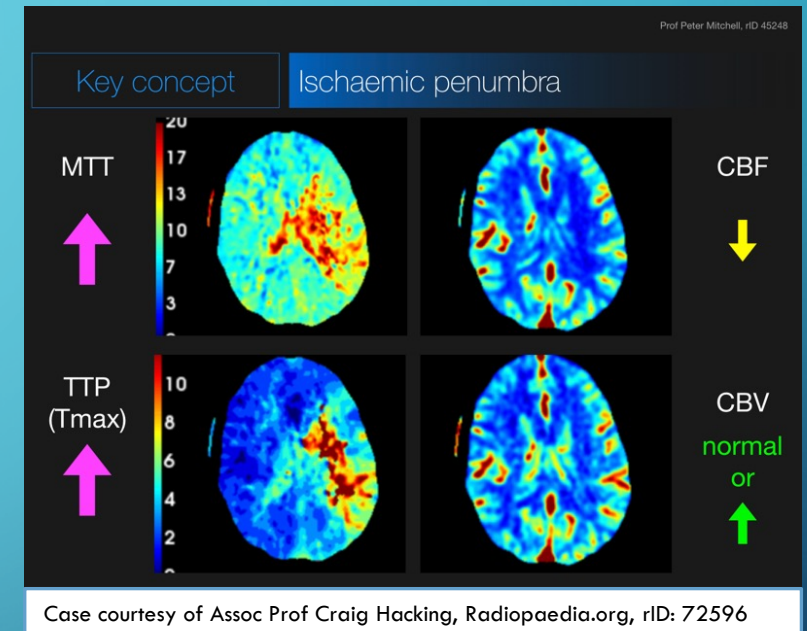 Prof Peter Mitchell, rID 45248
Key concept
Ischaemic penumbra
MTT
20
17
13
10
7
3
CBF
TTP
(Tmax)
10
8
6
4
2
CBV
normal
or
Case courtesy of Assoc Prof Craig Hacking, Radiopaedia.org, rID: 72596